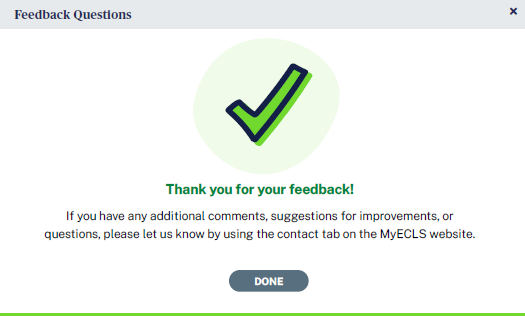 Feedback Questions
×
Thank you for your feedback!
If you have any additional comments, suggestions for improvements, or
questions, please let us know by using the contact tab on the MyECLS website.
DONE